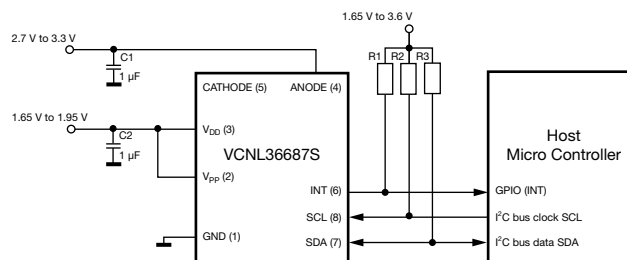 1.65 V to 3.6 V
2.7 V to 3.3 V
C1
1 µF
R1 R2 R3
CATHODE (5) ANODE (4)
1.65 V to 1.95 V
C2
1 µF
V_DD (3)
VCNL36687S
V_PP (2)
Host
Micro Controller
INT (6)
GPIO (INT)
SCL (8)
I²C bus clock SCL
GND (1)
SDA (7)
I²C bus data SDA